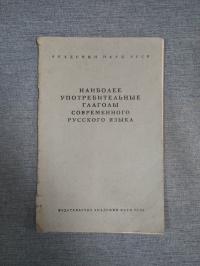 АКАДЕМИЯ НАУК СССР
НАИБОЛЕЕ
УПОТРЕБИТЕЛЬНЫЕ
ГЛАГОЛЫ
СОВРЕМЕННОГО
РУССКОГО ЯЗЫКА
ИЗДАТЕЛЬСТВО АКАДЕМИИ НАУК СССР